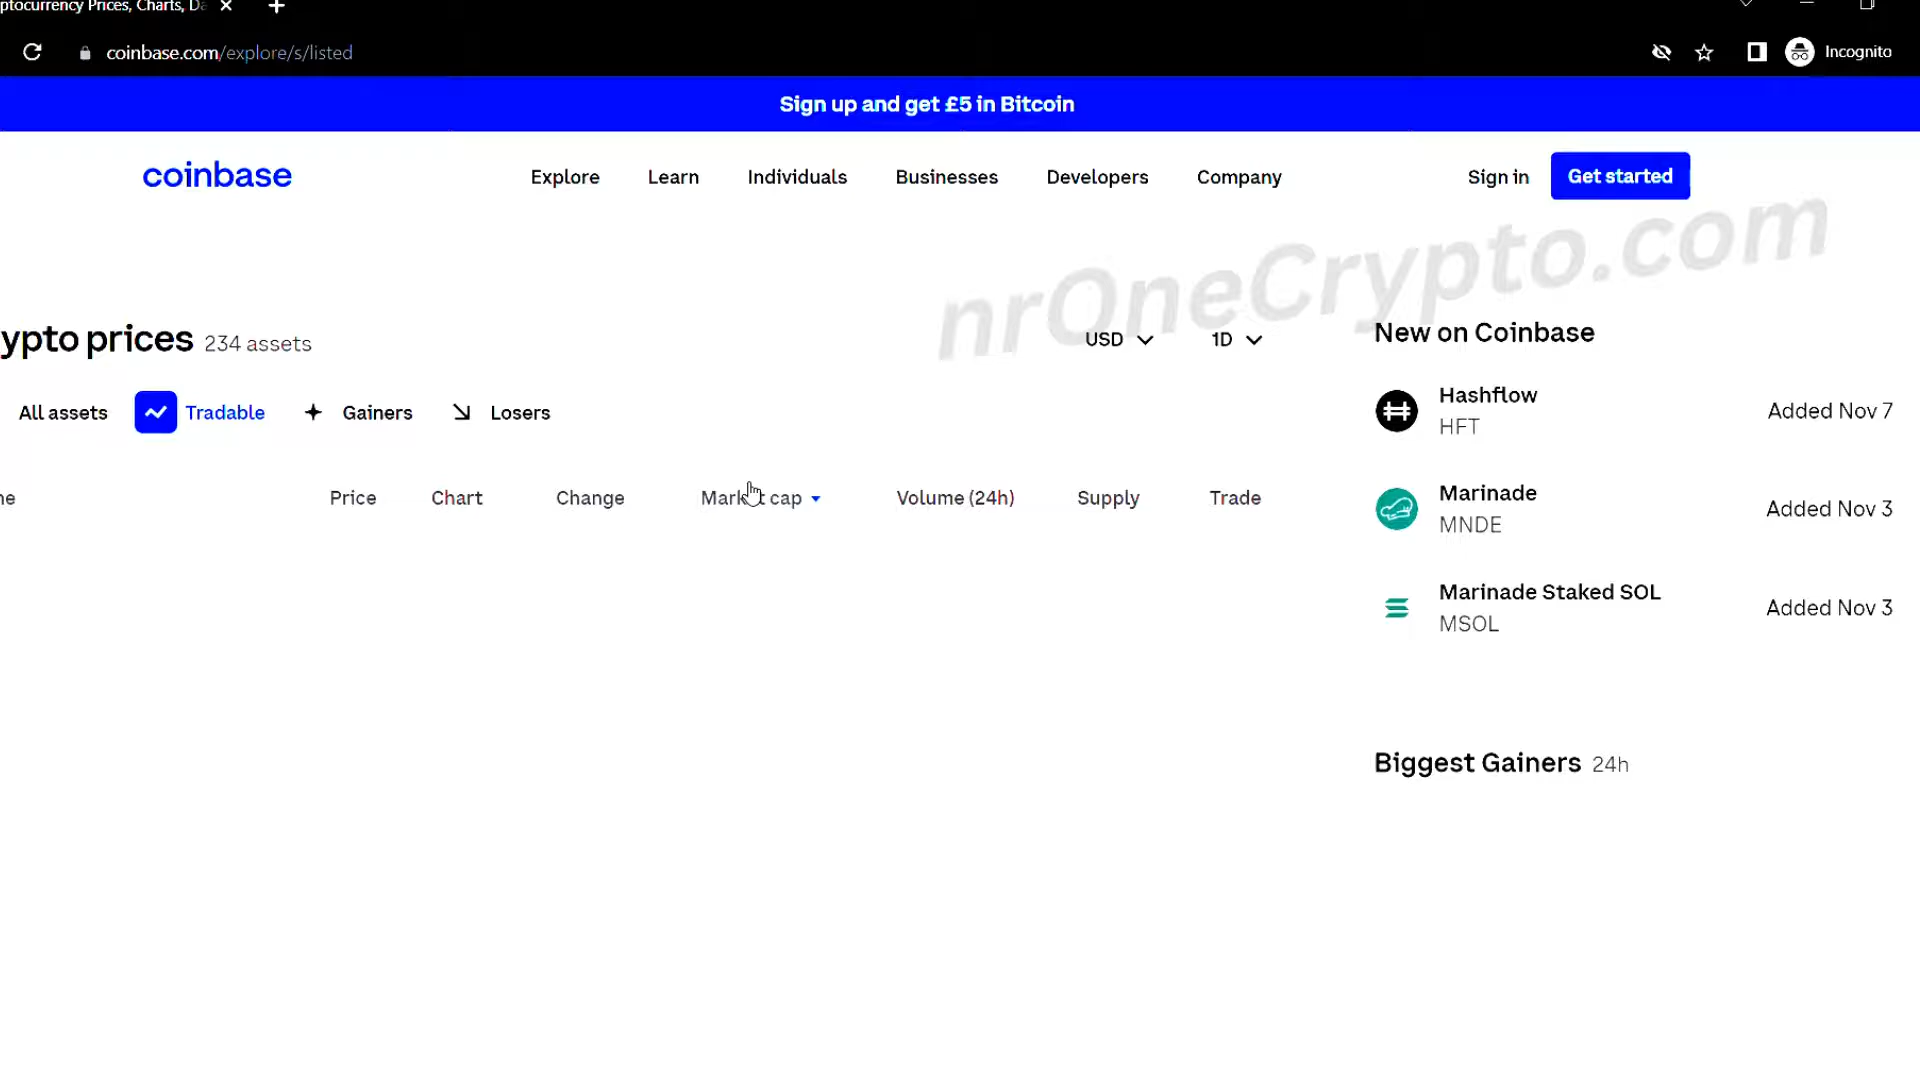 ptocurrency Prices, Charts, Da
coinbase.com/explore/s/listed
Incognito
Sign up and get £5 in Bitcoin
coinbase
Explore Learn Individuals Businesses Developers Company
Sign in Get started
nrOneCrypto.com
ypto prices 234 assets
USD 1D
All assets Tradable Gainers Losers
ne Price Chart Change Market cap Volume (24h) Supply Trade
New on Coinbase
Hashflow
HFT
Added Nov 7
Marinade
MNDE
Added Nov 3
Marinade Staked SOL
MSOL
Added Nov 3
Biggest Gainers 24h